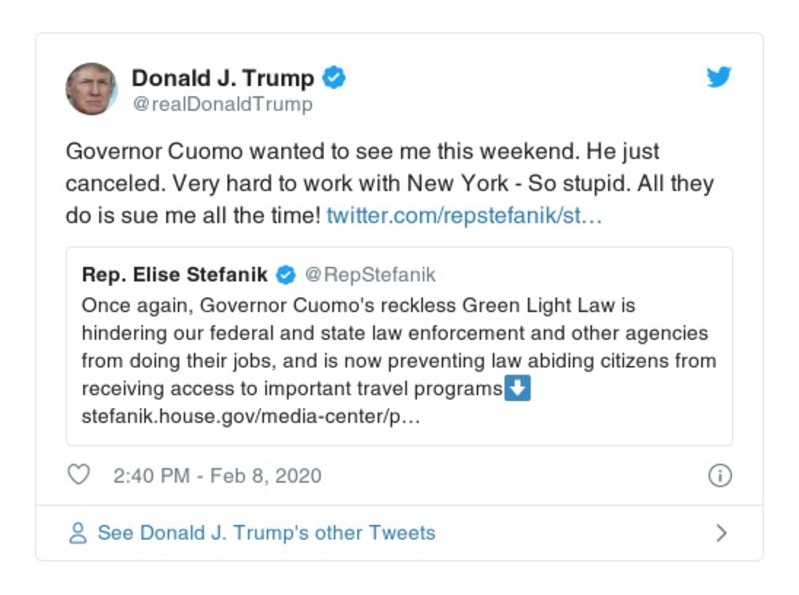 Donald J. Trump
@realDonaldTrump
Governor Cuomo wanted to see me this weekend. He just
canceled. Very hard to work with New York - So stupid. All they
do is sue me all the time! twitter.com/repstefanik/st…
Rep. Elise Stefanik @RepStefanik
Once again, Governor Cuomo's reckless Green Light Law is
hindering our federal and state law enforcement and other agencies
from doing their jobs, and is now preventing law abiding citizens from
receiving access to important travel programs⬇
stefanik.house.gov/media-center/p…
2:40 PM - Feb 8, 2020
See Donald J. Trump's other Tweets